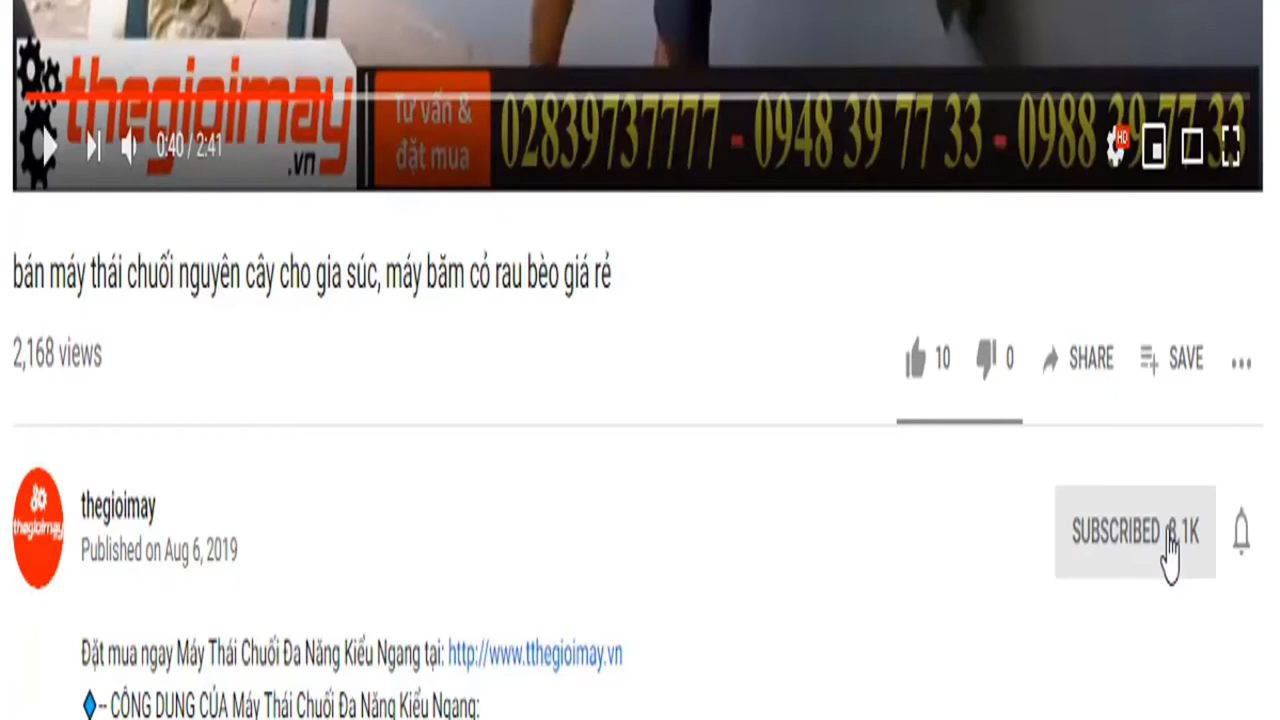 thegioimay
.vn
Tư vấn &
đặt mua
02839737777 - 0948 39 77 33 - 0988 39 77 33
HD
0:40 / 2:41
bán máy thái chuối nguyên cây cho gia súc, máy băm cỏ rau bèo giá rẻ
2,168 views
10
0
SHARE
SAVE
thegioimay
thegioimay
Published on Aug 6, 2019
SUBSCRIBED
Đặt mua ngay Máy Thái Chuối Đa Năng Kiểu Ngang tại: http://www.tthegioimay.vn
-- CÔNG DỤNG CỦA Máy Thái Chuối Đa Năng Kiểu Ngang: